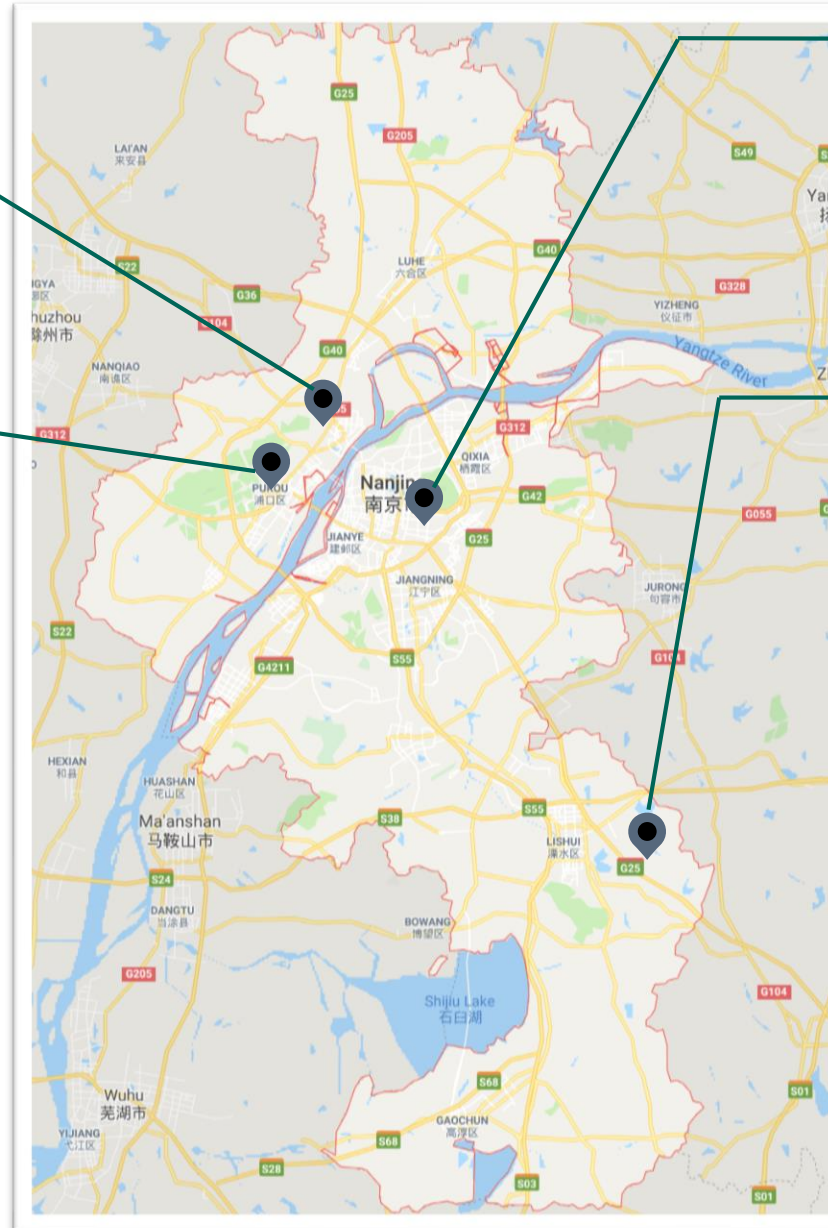 G25
G205
LAI'AN
来安县
S49
G40
LUHE
六合区
S22
G36
G328
YIZHENG
仪征市
huzhou
滁州市
G104
NANQIAO
南谯区
G40
Yangtze River
G312
G312
QIXIA
栖霞区
Nanjin
南京
PUKOU
浦口区
G42
G055
JIANYE
建邺区
G25
JIANGNING
江宁区
JURONG
句容市
S22
G4211
S55
G104
HEXIAN
和县
HUASHAN
花山区
Ma'anshan
马鞍山市
S38
S55
LISHUI
溧水区
G25
S24
DANGTU
当涂县
BOWANG
博望区
G205
G104
Shijiu Lake
石臼湖
S68
S01
Wuhu
芜湖市
YIJIANG
弋江区
GAOCHUN
高淳区
S68
S28
S03
S01